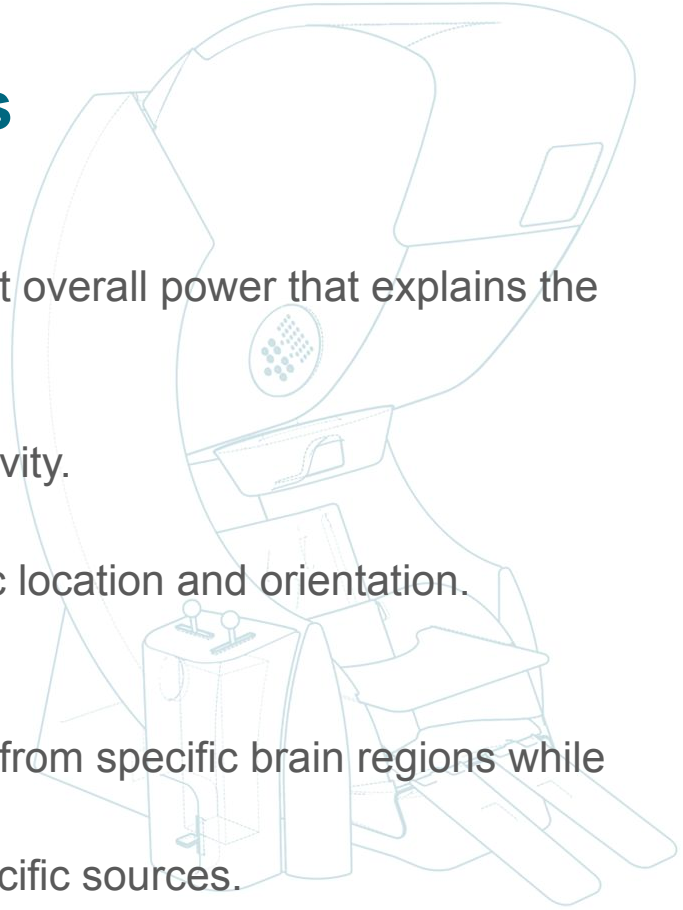 s
t overall power that explains the
vity.
c location and orientation.
from specific brain regions while
cific sources.